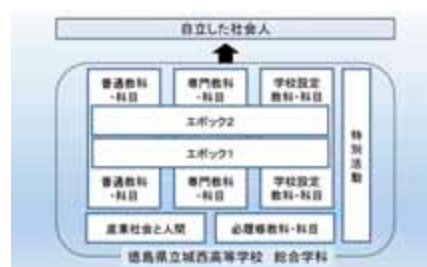 自立した社会人
普通教科
・科目
専門教科
・科目
学校設定
教科・科目
エポック2
エポック1
普通教科
・科目
専門教科
・科目
学校設定
教科・科目
特別活動
産業社会と人間
必履修教科・科目
徳島県立城西高等学校 総合学科